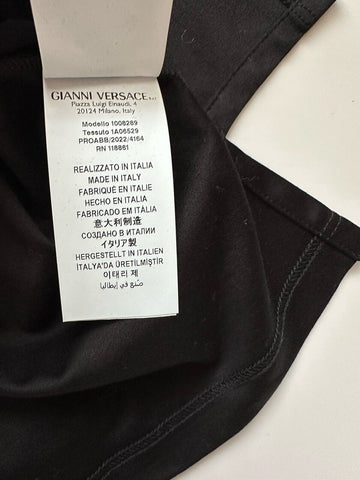 GIANNI VERSACE S.r.l.
Piazza Luigi Einaudi, 4
20124 Milano, Italy
Modello 1008289
Tessuto 1A06529
PROABB/2022/4164
RN 118861
REALIZZATO IN ITALIA
MADE IN ITALY
FABRIQUÉ EN ITALIE
HECHO EN ITALIA
FABRICADO EM ITÁLIA
意大利制造
СОЗДАНО В ИТАЛИИ
イタリア製
HERGESTELLT IN ITALIEN
İTALYA'DA ÜRETİLMİŞTİR
이태리 제
صُنع في إيطاليا